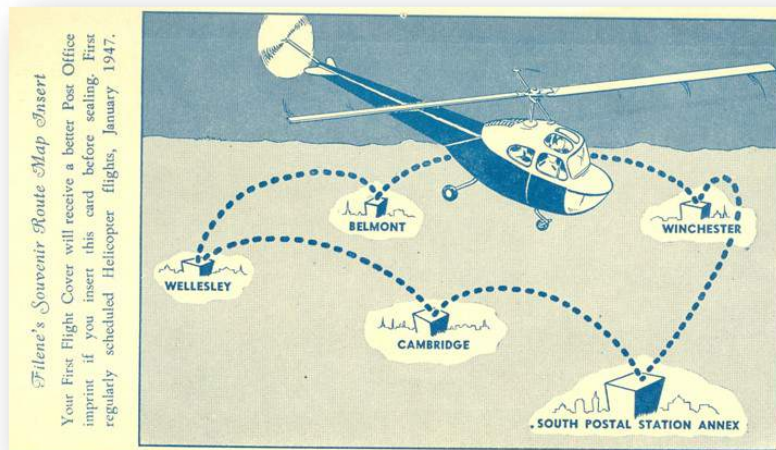 Filene's Souvenir Route Map Insert
Your First Flight Cover will receive a better Post Office
imprint if you insert this card before sealing. First
regularly scheduled Helicopter flights, January 1947.
BELMONT
WINCHESTER
WELLESLEY
CAMBRIDGE
SOUTH POSTAL STATION ANNEX